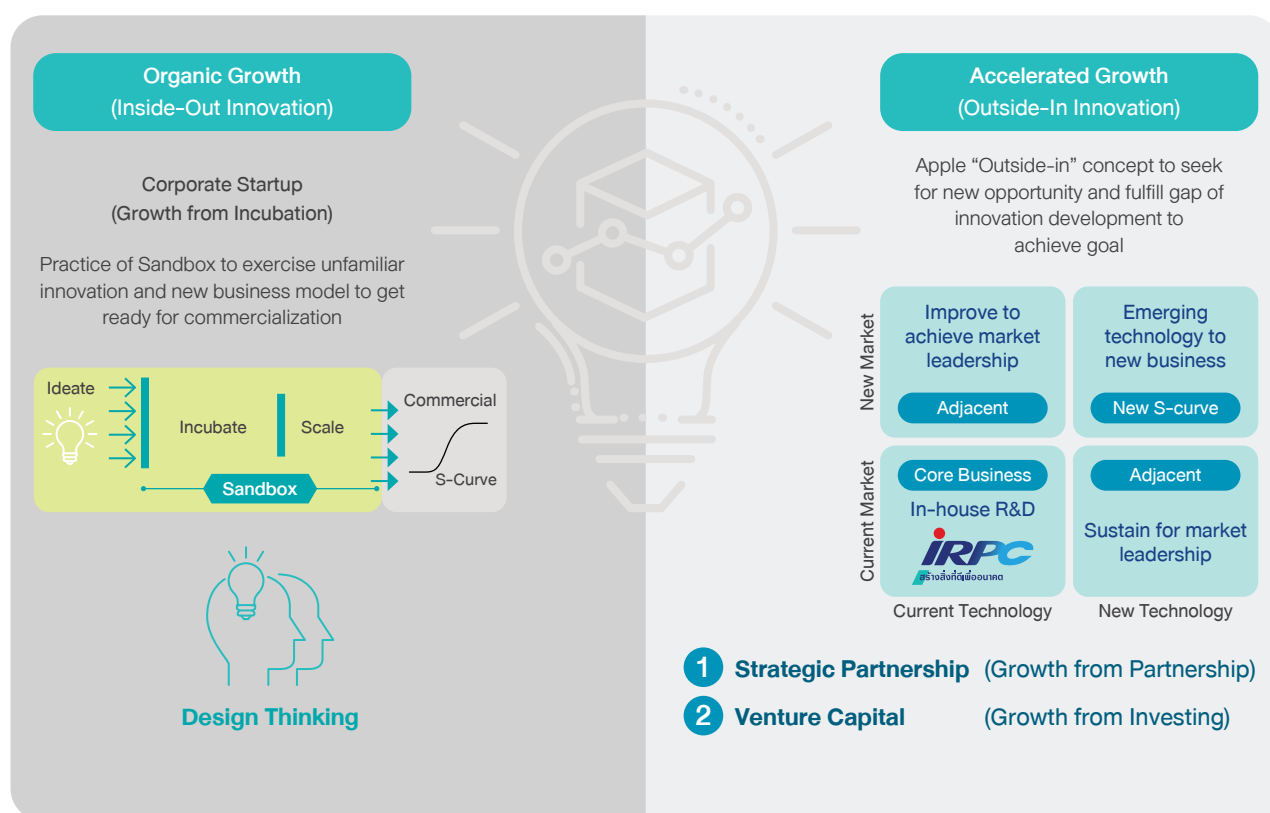 Organic Growth
(Inside-Out Innovation)
Corporate Startup
(Growth from Incubation)
Practice of Sandbox to exercise unfamiliar
innovation and new business model to get
ready for commercialization
Ideate
Incubate
Scale
Commercial
S-Curve
Sandbox
Design Thinking
Accelerated Growth
(Outside-In Innovation)
Apple “Outside-in” concept to seek
for new opportunity and fulfill gap of
innovation development to
achieve goal
New Market
Improve to
achieve market
leadership
Adjacent
Emerging
technology to
new business
New S-curve
Current Market
Core Business
In-house R&D
IRPC
สร้างสิ่งที่ดีเพื่ออนาคต
Adjacent
Sustain for market
leadership
Current Technology
New Technology
1 Strategic Partnership (Growth from Partnership)
2 Venture Capital (Growth from Investing)